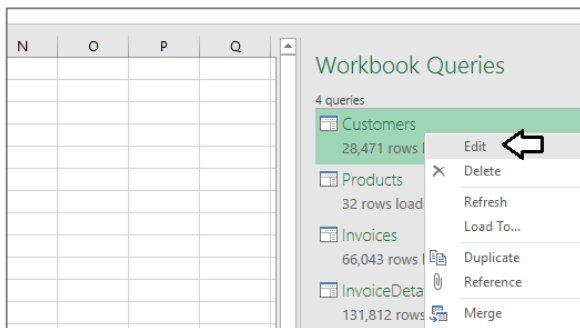 N O P Q
Workbook Queries
4 queries
Customers
28,471 rows
Edit
Delete
Products
32 rows load
Refresh
Load To...
Invoices
66,043 rows
Duplicate
Reference
InvoiceDeta
131,812 rows
Merge